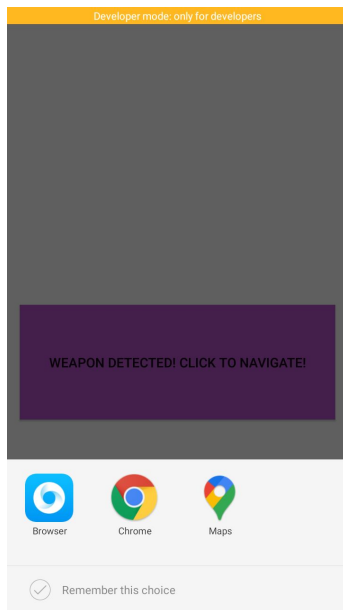 Developer mode: only for developers
WEAPON DETECTED! CLICK TO NAVIGATE!
Browser
Chrome
Maps
Remember this choice